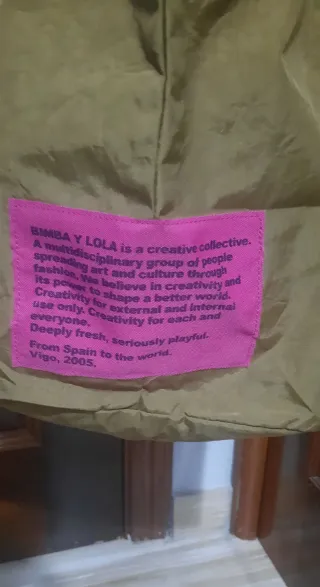 BIMBA Y LOLA is a creative collective.
A multidisciplinary group of people
spreading art and culture through
fashion. We believe in creativity and
its power to shape a better world.
Creativity for external and internal
use only. Creativity for each and
everyone.
Deeply fresh, seriously playful.
From Spain to the world.
Vigo, 2005.